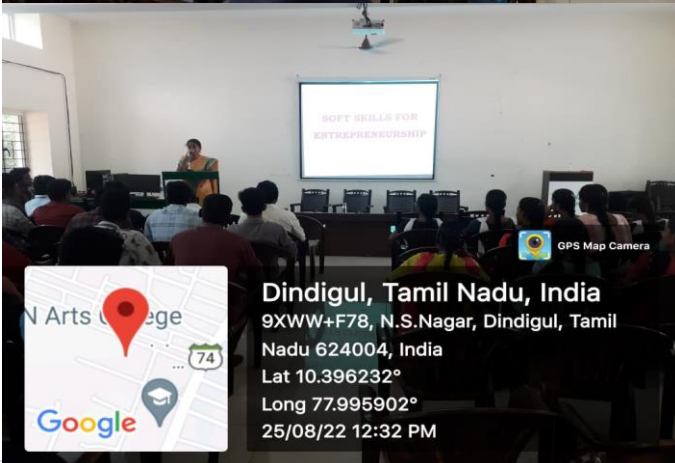 SOFT SKILLS FOR
ENTREPRENEURSHIP
GPS Map Camera
N Arts
ege
74
Google
Dindigul, Tamil Nadu, India
9XWW+F78, N.S.Nagar, Dindigul, Tamil
Nadu 624004, India
Lat 10.396232°
Long 77.995902°
25/08/22 12:32 PM